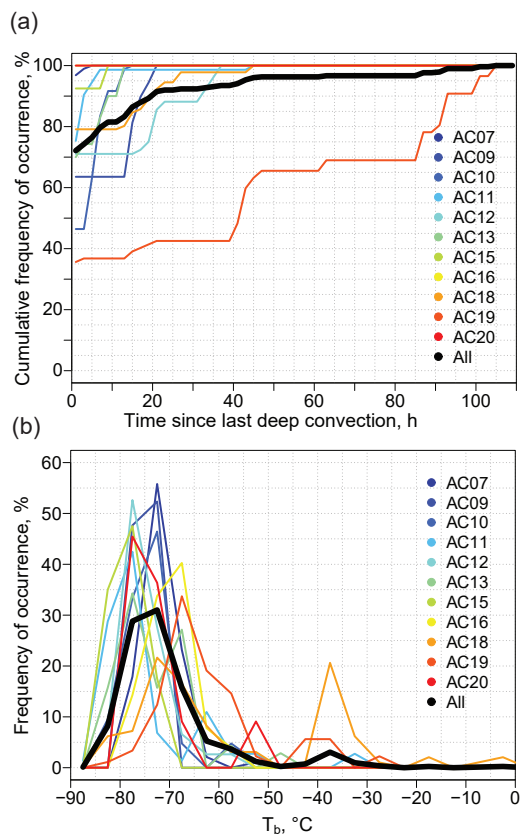 (a)
Cumulative frequency of occurrence, %
100
80
60
40
20
0
AC07
AC09
AC10
AC11
AC12
AC13
AC15
AC16
AC18
AC19
AC20
All
0 20 40 60 80 100
Time since last deep convection, h
(b)
Frequency of occurrence, %
60
50
40
30
20
10
0
AC07
AC09
AC10
AC11
AC12
AC13
AC15
AC16
AC18
AC19
AC20
All
−90 −80 −70 −60 −50 −40 −30 −20 −10 0
Tb, °C